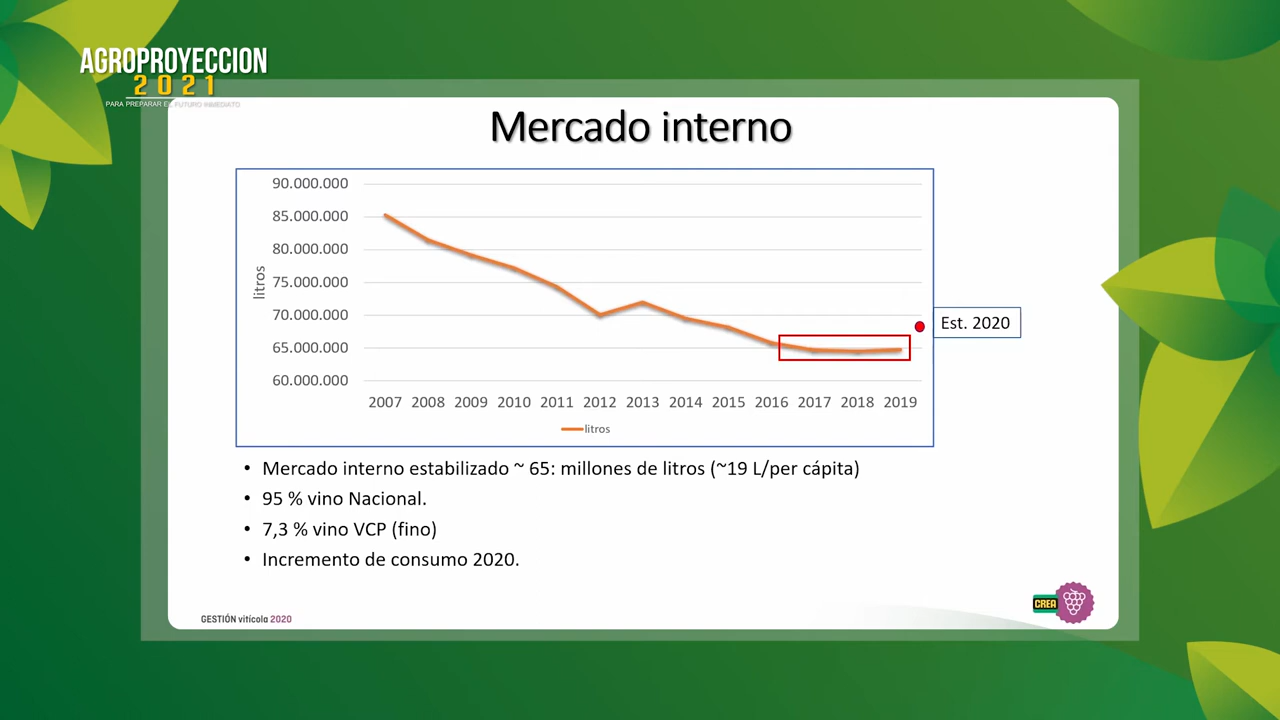 AGROPROYECCION
2021
PARA PREPARAR EL FUTURO INMEDIATO
Mercado interno
90.000.000
85.000.000
80.000.000
75.000.000
70.000.000
65.000.000
60.000.000
litros
2007 2008 2009 2010 2011 2012 2013 2014 2015 2016 2017 2018 2019
litros
Est. 2020
• Mercado interno estabilizado ~ 65: millones de litros (~19 L/per cápita)
• 95 % vino Nacional.
• 7,3 % vino VCP (fino)
• Incremento de consumo 2020.
GESTIÓN vitícola 2020
CREA